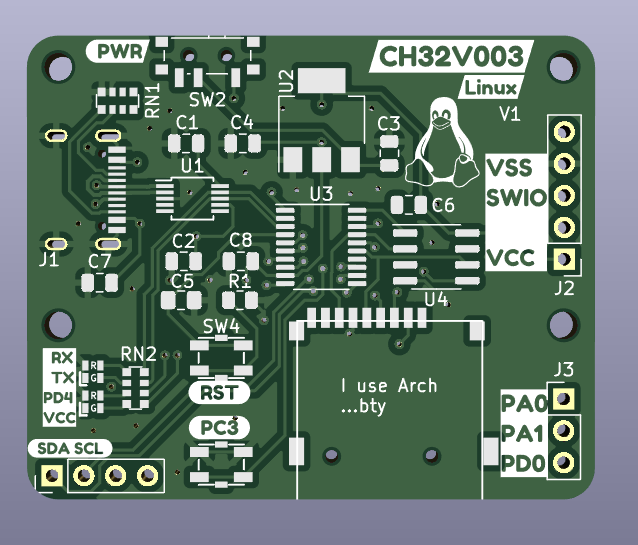 PWR
CH32V003
Linux
V1
SW2
U2
RN1
C1
C4
C3
U1
VSS
SWIO
VCC
U3
C6
C2
C8
J1
C7
C5
R1
U4
J2
SW4
RN2
RX
TX
PD4
VCC
R
G
R
G
RST
I use Arch
...bty
J3
PA0
PA1
PD0
PC3
SDA SCL